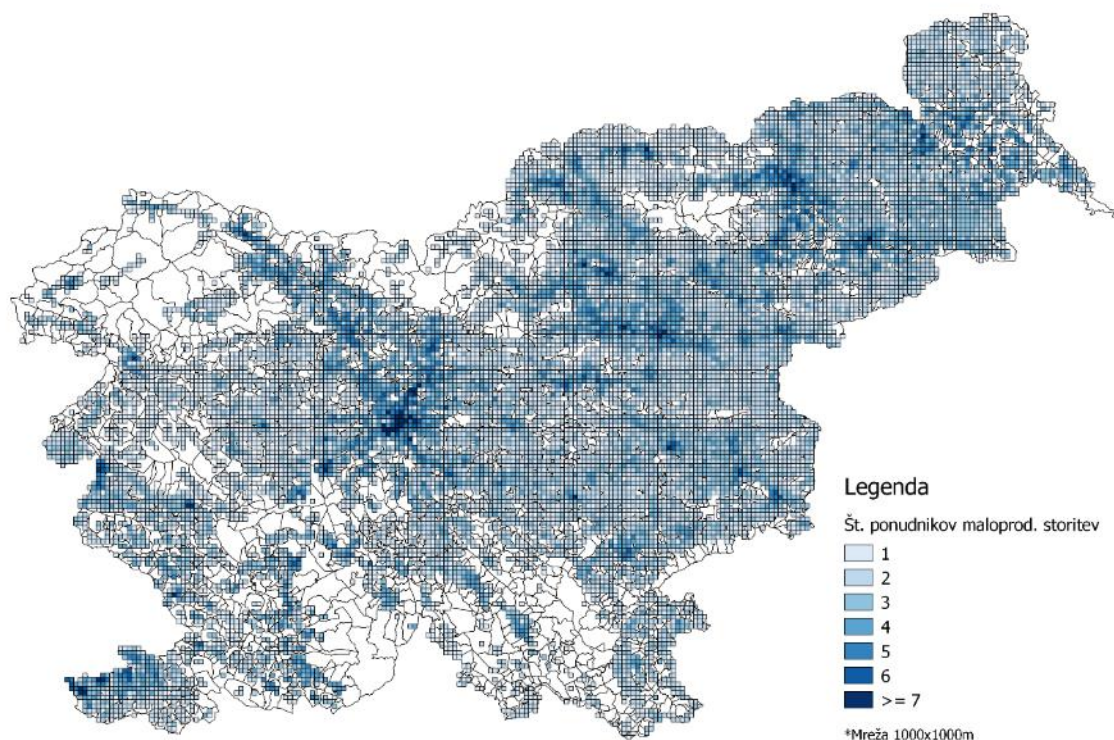 Legenda
Št. ponudnikov maloprod. storitev
1
2
3
4
5
6
>= 7
*Mreža 1000x1000m